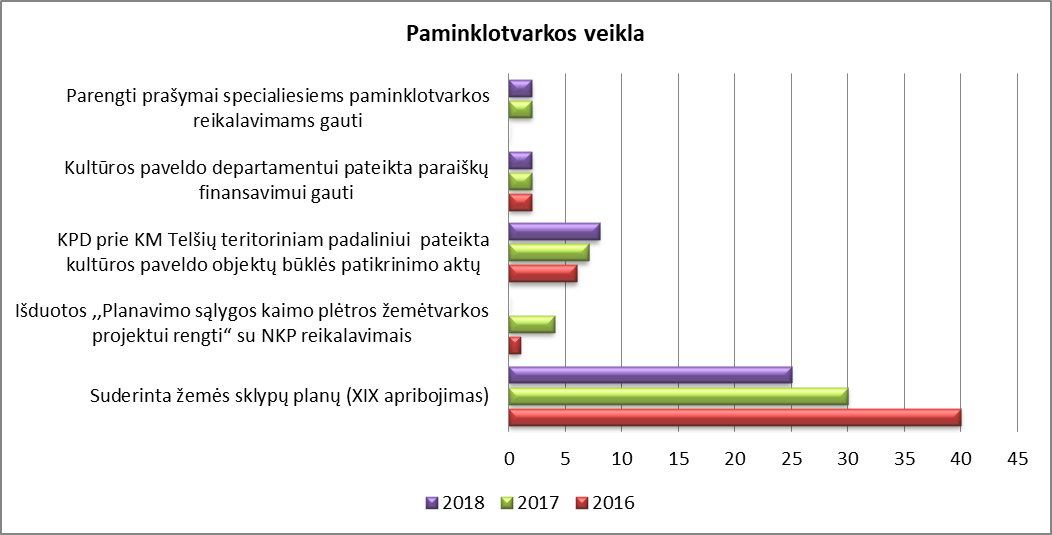 Paminklotvarkos veikla
Parengti prašymai specialiesiems paminklotvarkos
reikalavimams gauti
Kultūros paveldo departamentui pateikta paraiškų
finansavimui gauti
KPD prie KM Telšių teritoriniam padaliniui  pateikta
kultūros paveldo objektų būklės patikrinimo aktų
Išduotos ,,Planavimo sąlygos kaimo plėtros žemėtvarkos
projektui rengti“ su NKP reikalavimais
Suderinta žemės sklypų planų (XIX apribojimas)
0 5 10 15 20 25 30 35 40 45
2018 2017 2016